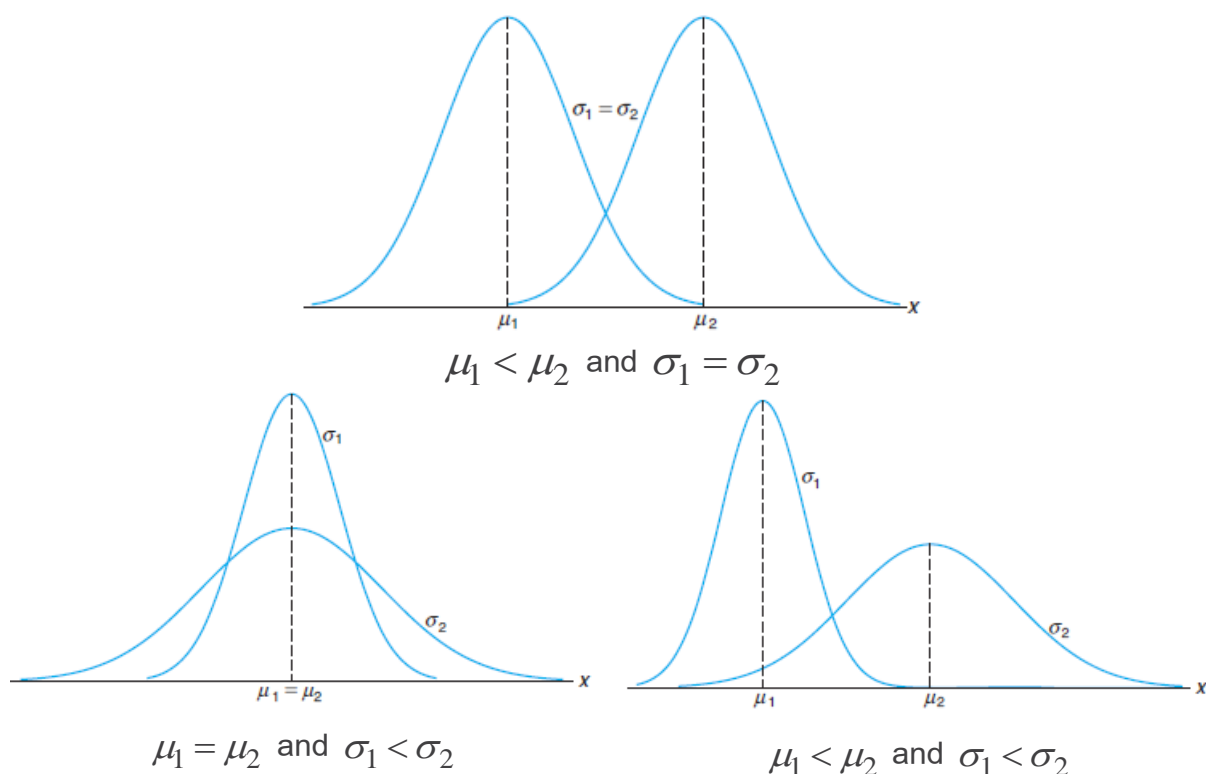 σ₁ = σ₂
x
μ₁ μ₂
μ₁ < μ₂ and σ₁ = σ₂
σ₁
σ₂
x
μ₁ = μ₂
μ₁ = μ₂ and σ₁ < σ₂
σ₁
σ₂
x
μ₁ μ₂
μ₁ < μ₂ and σ₁ < σ₂